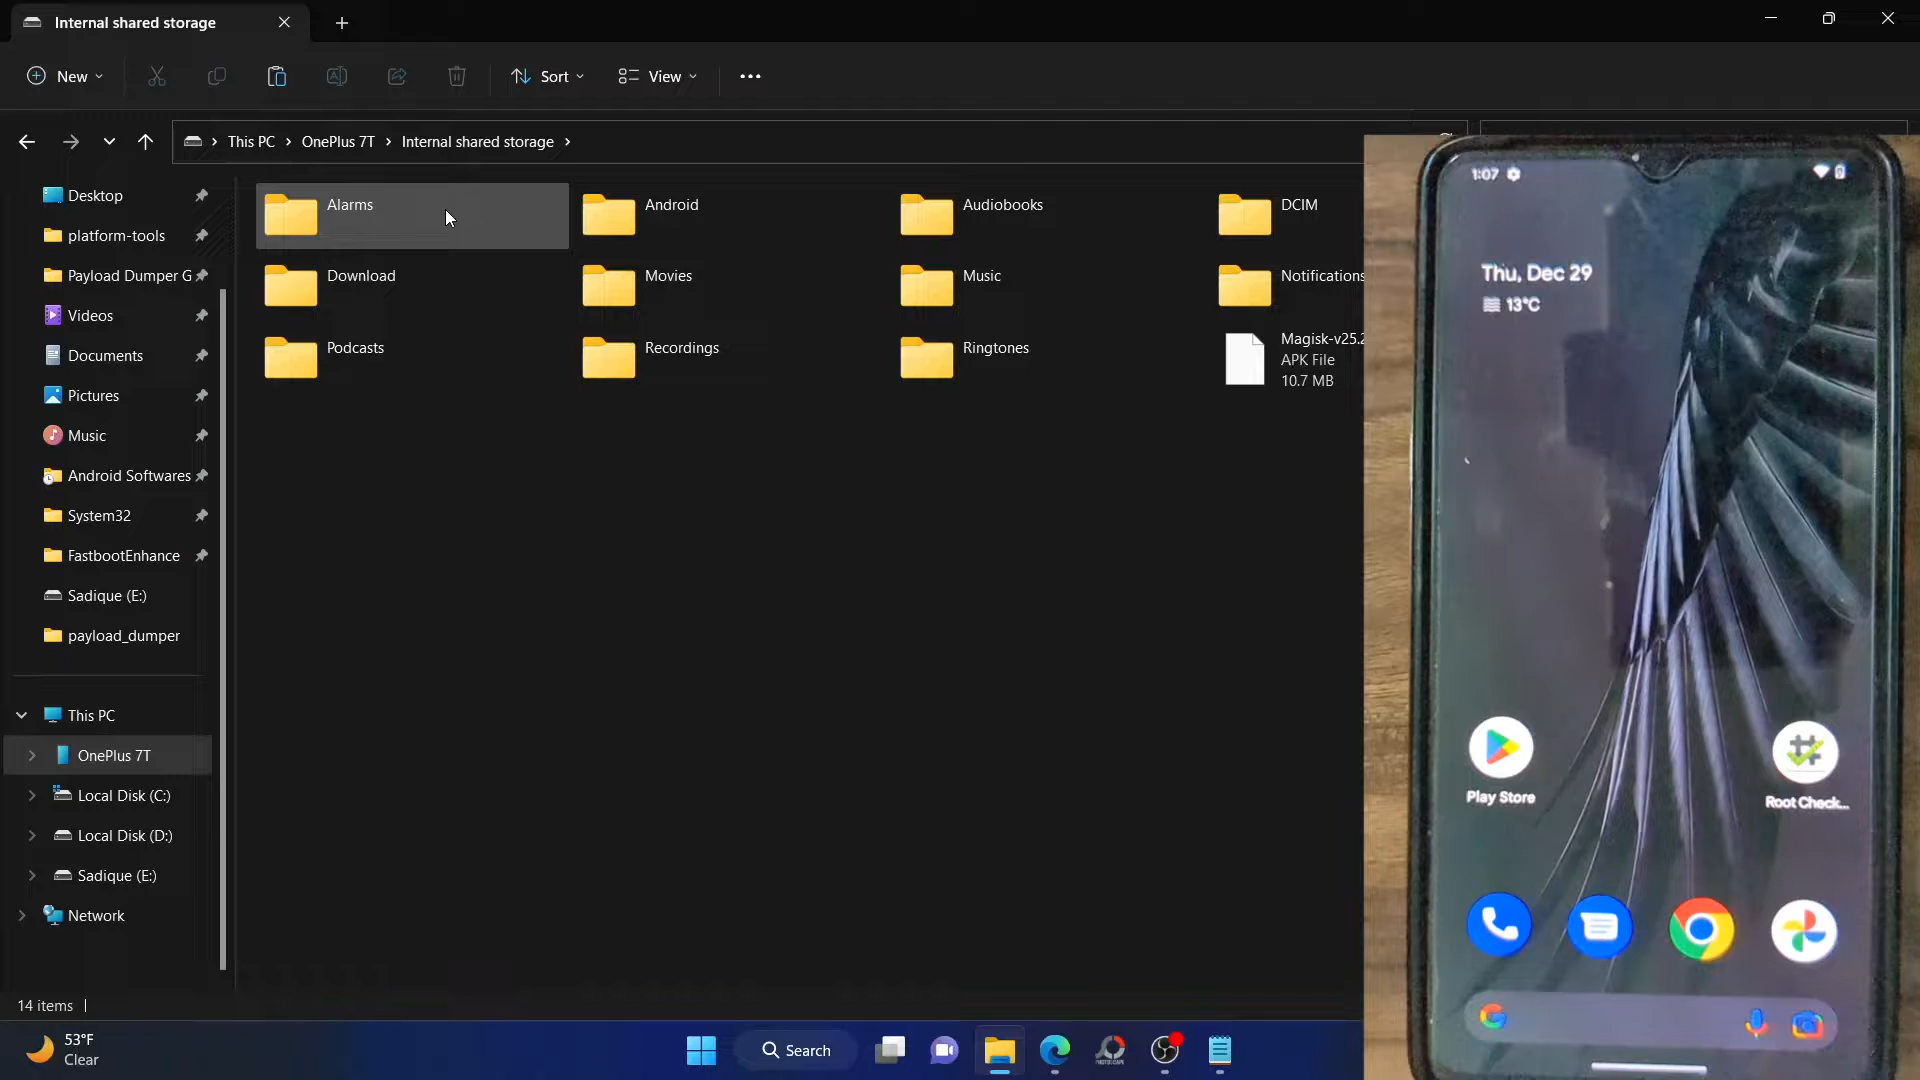 Internal shared storage
New
Sort
View
This PC
OnePlus 7T
Internal shared storage
Desktop
platform-tools
Payload Dumper G
Videos
Documents
Pictures
Music
Android Softwares
System32
FastbootEnhance
Sadique (E:)
payload_dumper
This PC
OnePlus 7T
Local Disk (C:)
Local Disk (D:)
Sadique (E:)
Network
Alarms
Android
Audiobooks
DCIM
Download
Movies
Music
Notifications
Podcasts
Recordings
Ringtones
Magisk-v25.2
APK File
10.7 MB
14 items
53°F
Clear
Search
1:07
Thu, Dec 29
13°C
Play Store
Root Check...